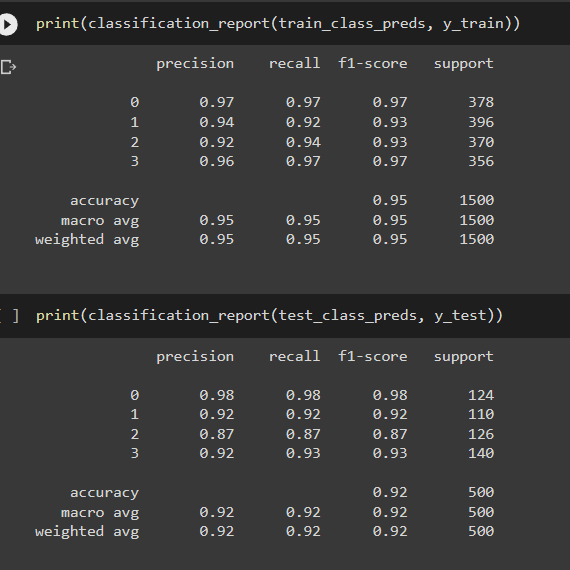 print(classification_report(train_class_preds, y_train))
precision recall f1-score support
0 0.97 0.97 0.97 378
1 0.94 0.92 0.93 396
2 0.92 0.94 0.93 370
3 0.96 0.97 0.97 356
accuracy 0.95 1500
macro avg 0.95 0.95 0.95 1500
weighted avg 0.95 0.95 0.95 1500
[ ] print(classification_report(test_class_preds, y_test))
precision recall f1-score support
0 0.98 0.98 0.98 124
1 0.92 0.92 0.92 110
2 0.87 0.87 0.87 126
3 0.92 0.93 0.93 140
accuracy 0.92 500
macro avg 0.92 0.92 0.92 500
weighted avg 0.92 0.92 0.92 500